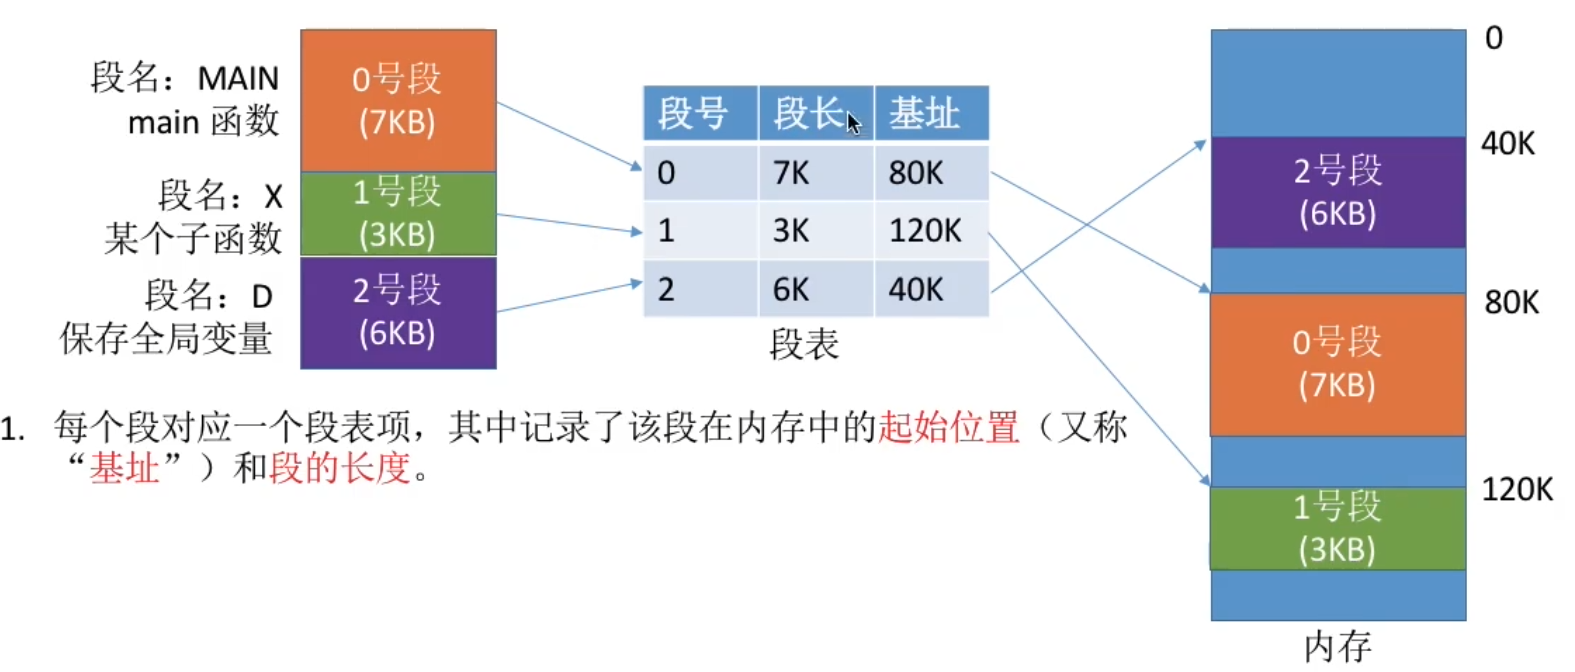 段名：MAIN
main 函数
0号段
(7KB)
段名：X
某个子函数
1号段
(3KB)
段名：D
保存全局变量
2号段
(6KB)
段号 段长 基址
0 7K 80K
1 3K 120K
2 6K 40K
段表
0
40K
2号段
(6KB)
80K
0号段
(7KB)
120K
1号段
(3KB)
内存
1. 每个段对应一个段表项，其中记录了该段在内存中的起始位置（又称
“基址”）和段的长度。